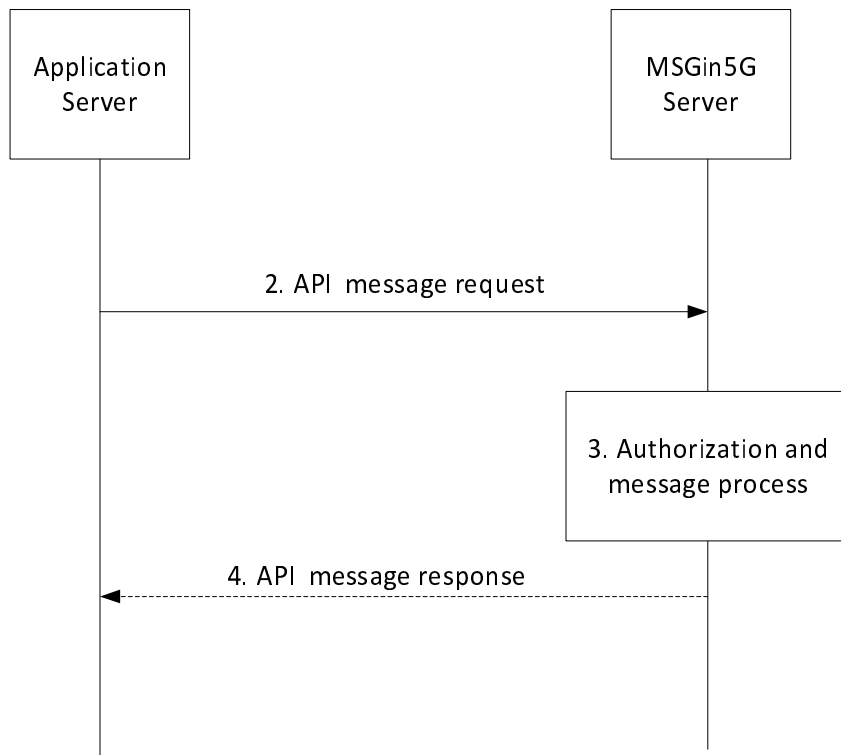 Application
Server
MSGin5G
Server
2. API message request
3. Authorization and
message process
4. API message response